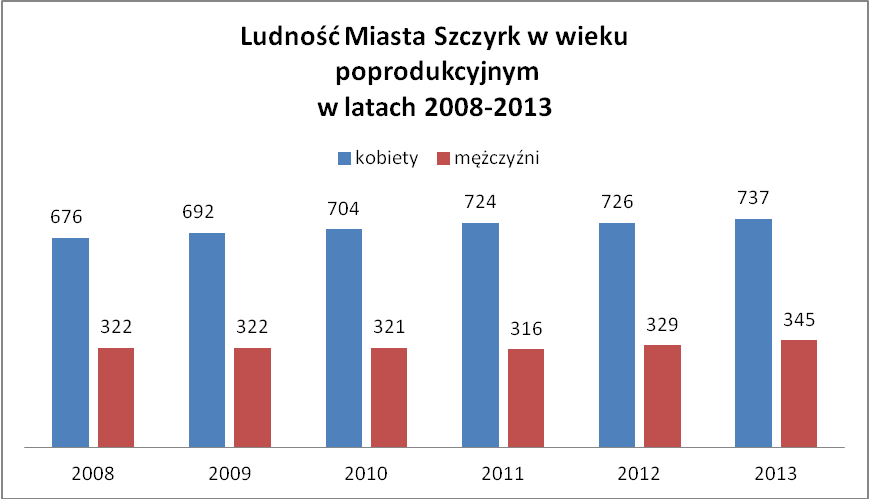 Ludność Miasta Szczyrk w wieku
poprodukcyjnym
w latach 2008-2013
kobiety mężczyźni
676 692 704 724 726 737
322 322 321 316 329 345
2008 2009 2010 2011 2012 2013